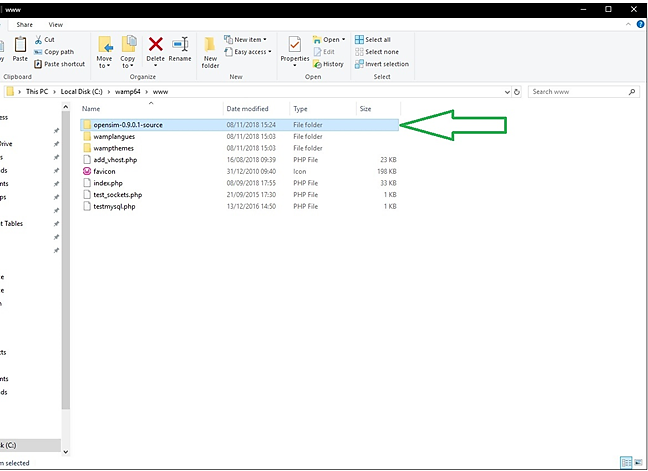 www
Share View
Paste
Cut
Copy path
Paste shortcut
Move to
Copy to
Delete
Rename
New folder
New item
Easy access
Properties
Open
Edit
History
Select all
Select none
Invert selection
Clipboard Organize New Open Select
This PC > Local Disk (C:) > wamp64 > www
Search www
Name Date modified Type Size
opensim-0.9.0.1-source 08/11/2018 15:24 File folder
wamplangues 08/11/2018 15:03 File folder
wampthemes 08/11/2018 15:03 File folder
add_vhost.php 16/08/2018 09:39 PHP File 23 KB
favicon 31/12/2010 09:40 Icon 198 KB
index.php 08/09/2018 17:55 PHP File 33 KB
test_sockets.php 21/09/2015 17:30 PHP File 1 KB
testmysql.php 13/12/2016 14:50 PHP File 1 KB
ess
rive
s
ds
nts
ps
t Tables
e
e
n
ts
nts
ds
k (C:)
m selected